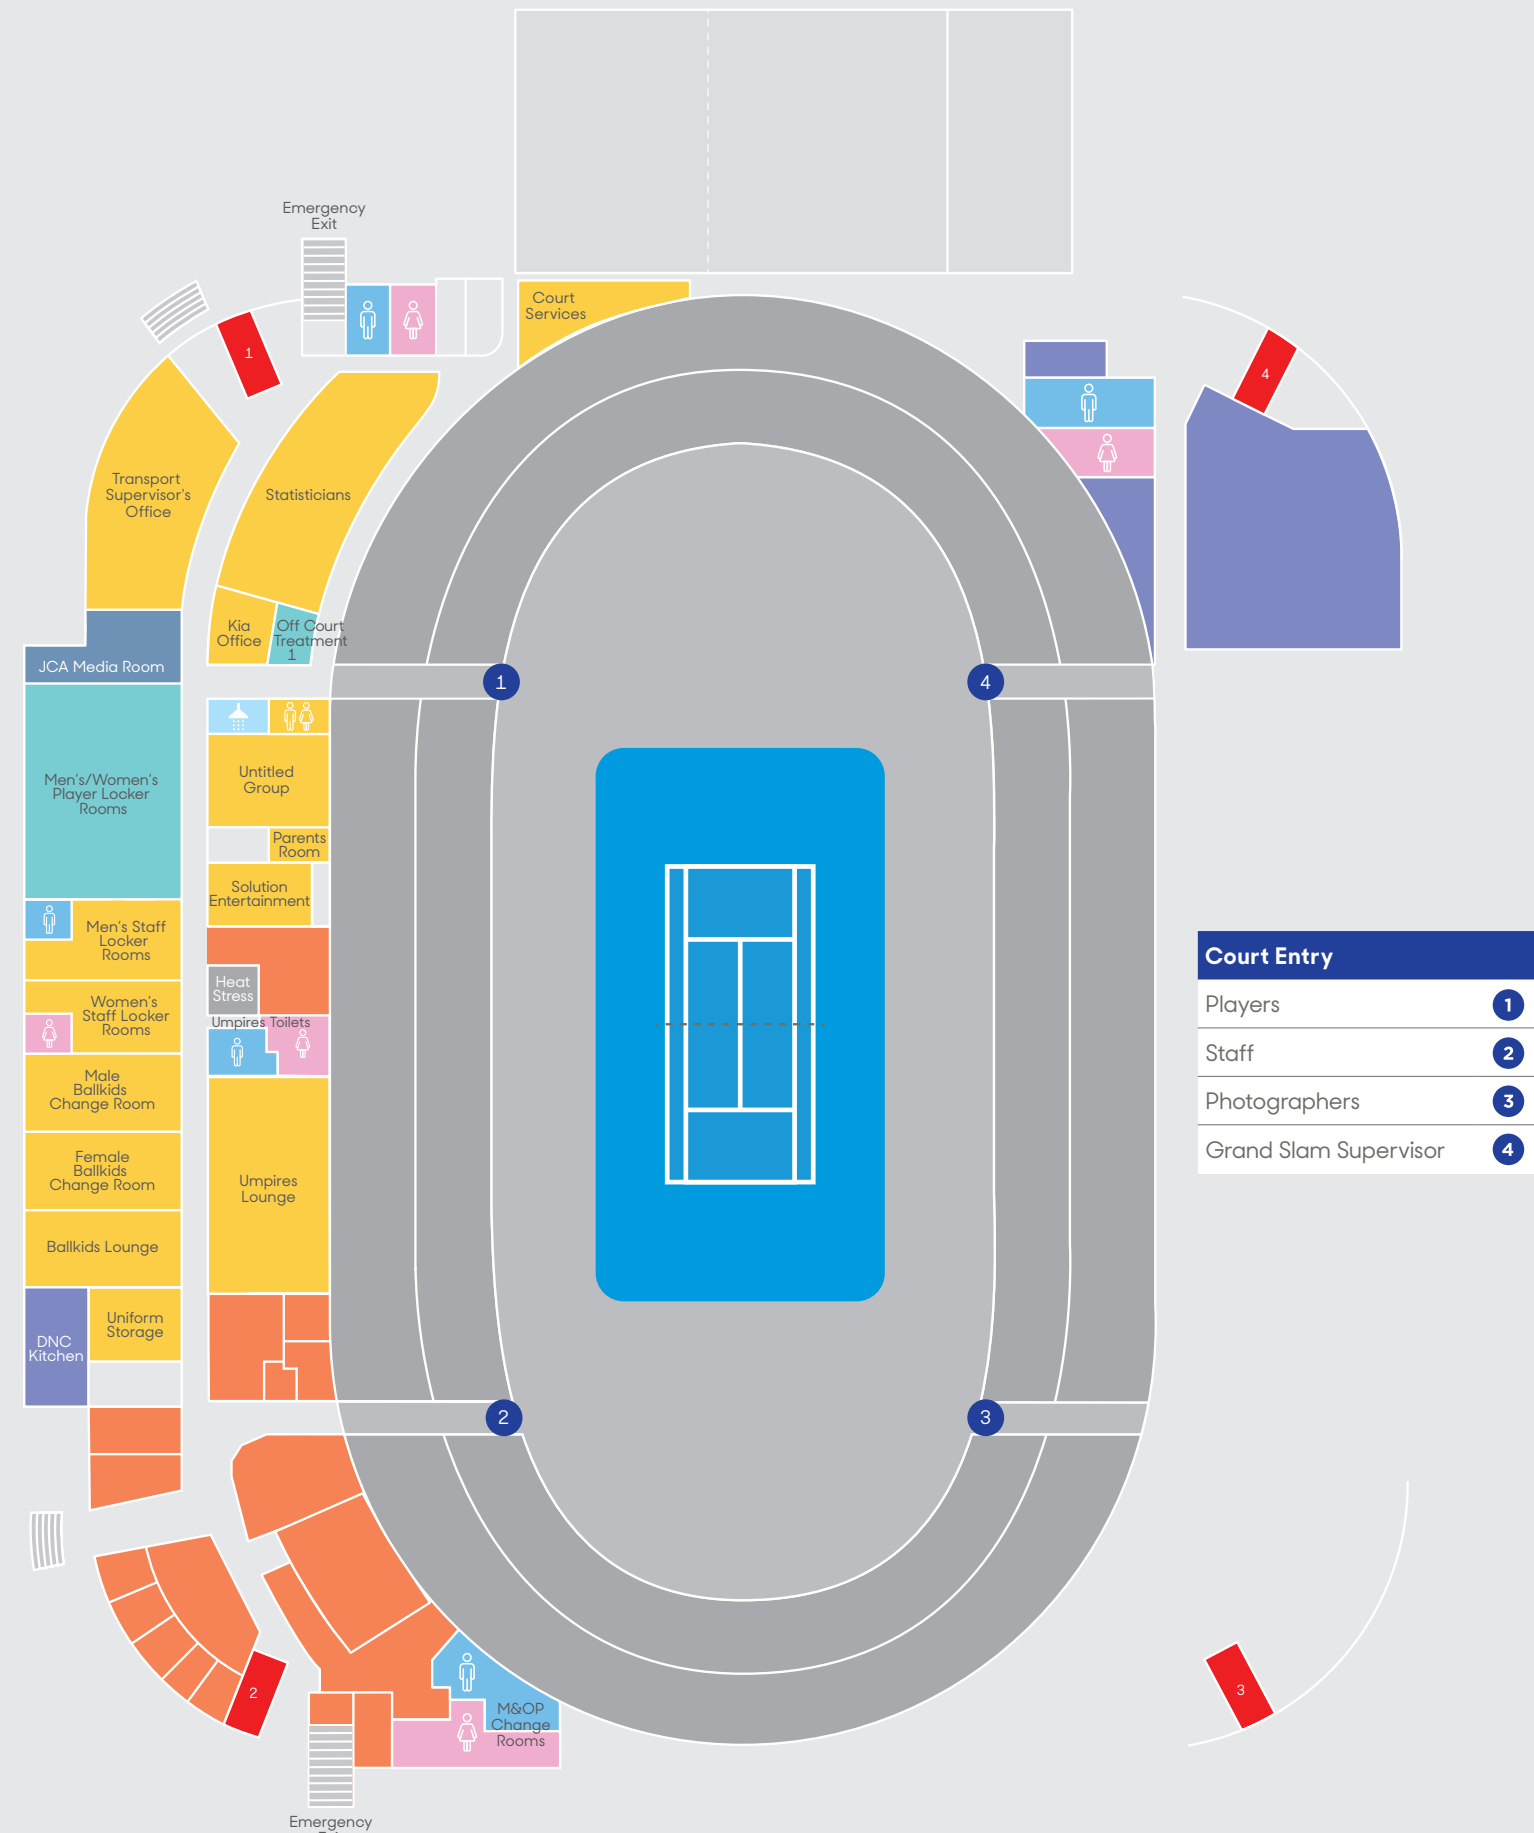 Emergency
Exit
Court
Services
1
4
Transport
Supervisor's
Office
Statisticians
Kia
Office
Off Court
Treatment
1
JCA Media Room
1
4
Men's/Women's
Player Locker
Rooms
Untitled
Group
Parents
Room
Solution
Entertainment
Men's Staff
Locker
Rooms
Heat
Stress
Women's
Staff Locker
Rooms
Umpires Toilets
Male
Ballkids
Change Room
Female
Ballkids
Change Room
Umpires
Lounge
Ballkids Lounge
Uniform
Storage
DNC
Kitchen
Court Entry
Players 1
Staff 2
Photographers 3
Grand Slam Supervisor 4
2
3
2
M&OP
Change
Rooms
3
Emergency